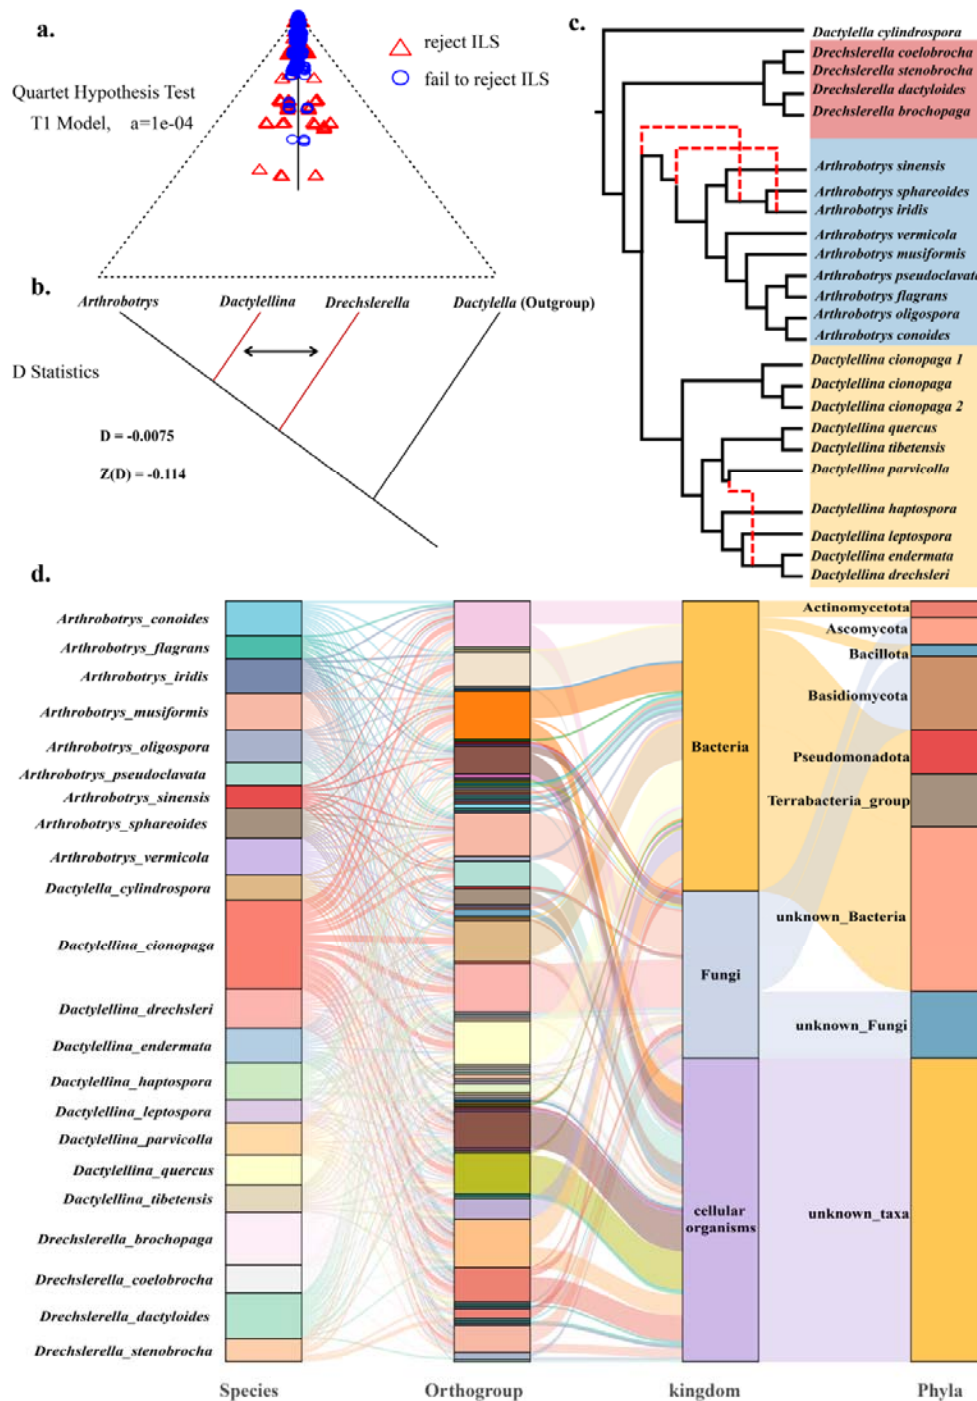 a.
reject ILS
fail to reject ILS
Quartet Hypothesis Test
T1 Model, a=1e-04
b.
Arthrobotrys
Dactylellina
Drechslerella
Dactylella (Outgroup)
D Statistics
D = -0.0075
Z(D) = -0.114
c.
Dactylella cylindrospora
Drechslerella coelobrocha
Drechslerella stenobrocha
Drechslerella dactyloides
Drechslerella brochopaga
Arthrobotrys sinensis
Arthrobotrys sphareoides
Arthrobotrys iridis
Arthrobotrys vermicola
Arthrobotrys musiformis
Arthrobotrys pseudoclavata
Arthrobotrys flagrans
Arthrobotrys oligospora
Arthrobotrys conoides
Dactylellina cionopaga 1
Dactylellina cionopaga
Dactylellina cionopaga 2
Dactylellina quercus
Dactylellina tibetensis
Dactylellina parvicolla
Dactylellina haptospora
Dactylellina leptospora
Dactylellina endermata
Dactylellina drechsleri
d.
Arthrobotrys_conoides
Arthrobotrys_flagrans
Arthrobotrys_iridis
Arthrobotrys_musiformis
Arthrobotrys_oligospora
Arthrobotrys_pseudoclavata
Arthrobotrys_sinensis
Arthrobotrys_sphareoides
Arthrobotrys_vermicola
Dactylella_cylindrospora
Dactylellina_cionopaga
Dactylellina_drechsleri
Dactylellina_endermata
Dactylellina_haptospora
Dactylellina_leptospora
Dactylellina_parvicolla
Dactylellina_quercus
Dactylellina_tibetensis
Drechslerella_brochopaga
Drechslerella_coelobrocha
Drechslerella_dactyloides
Drechslerella_stenobrocha
Bacteria
Fungi
cellular
organisms
Actinomycetota
Ascomycota
Bacillota
Basidiomycota
Pseudomonadota
Terrabacteria_group
unknown_Bacteria
unknown_Fungi
unknown_taxa
Species
Orthogroup
kingdom
Phyla